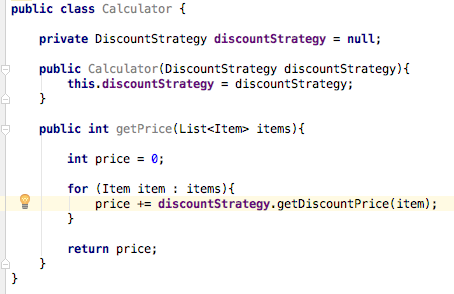 public class Calculator {
private DiscountStrategy discountStrategy = null;
public Calculator(DiscountStrategy discountStrategy){
this.discountStrategy = discountStrategy;
}
public int getPrice(List<Item> items){
int price = 0;
for (Item item : items){
price += discountStrategy.getDiscountPrice(item);
}
return price;
}
}